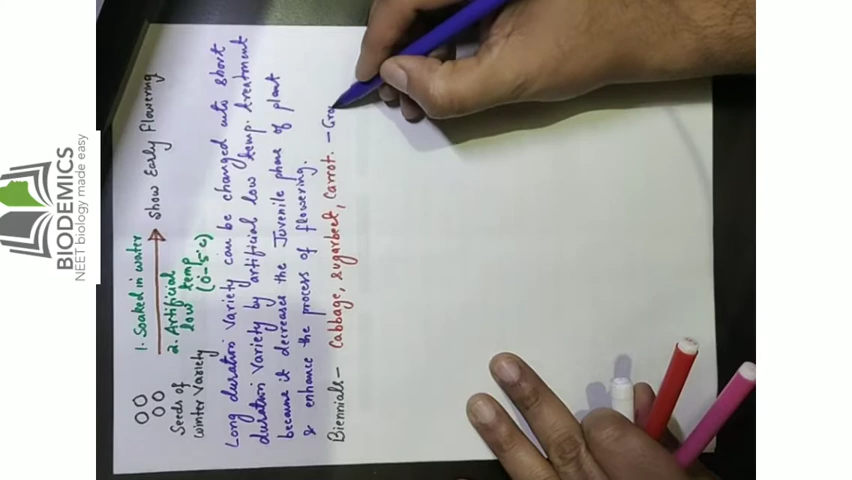 BIODEMICS
NEET biology made easy
1. Soaked in water
2. Artificial
low temp
(0-5°C)
Show Early Flowering
Seeds of
winter Variety
Long duration Variety can be changed into short
duration Variety by artificial low temp. treatment
because it decreases the Juvenile phase of plant
& enhance the process of flowering.
Biennials- Cabbage, Sugarbeet, Carrot. - Gro